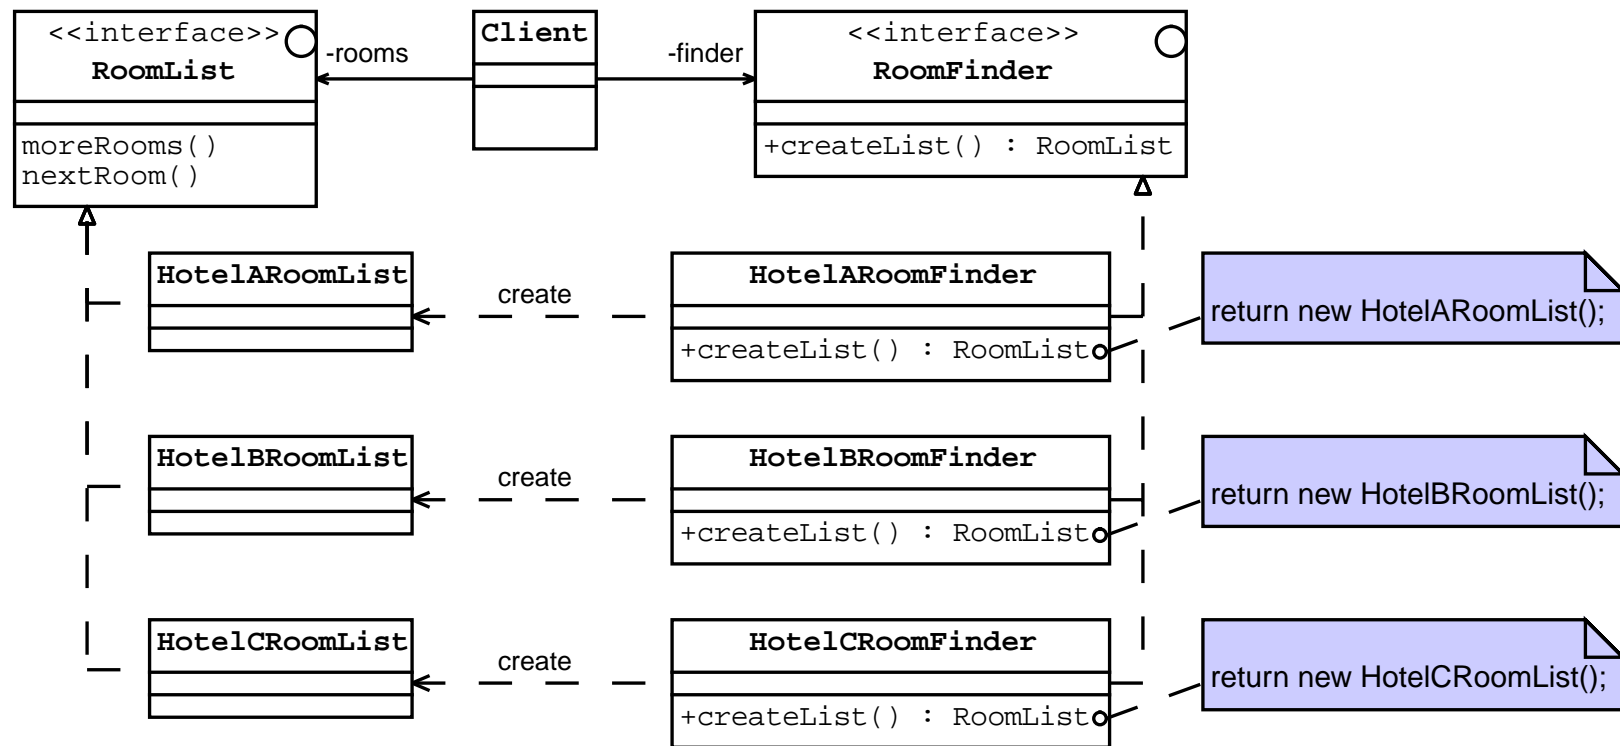 <<interface>>
RoomList
moreRooms()
nextRoom()
-rooms
Client
-finder
<<interface>>
RoomFinder
+createList() : RoomList
HotelARoomList
create
HotelARoomFinder
+createList() : RoomList
return new HotelARoomList();
HotelBRoomList
create
HotelBRoomFinder
+createList() : RoomList
return new HotelBRoomList();
HotelCRoomList
create
HotelCRoomFinder
+createList() : RoomList
return new HotelCRoomList();